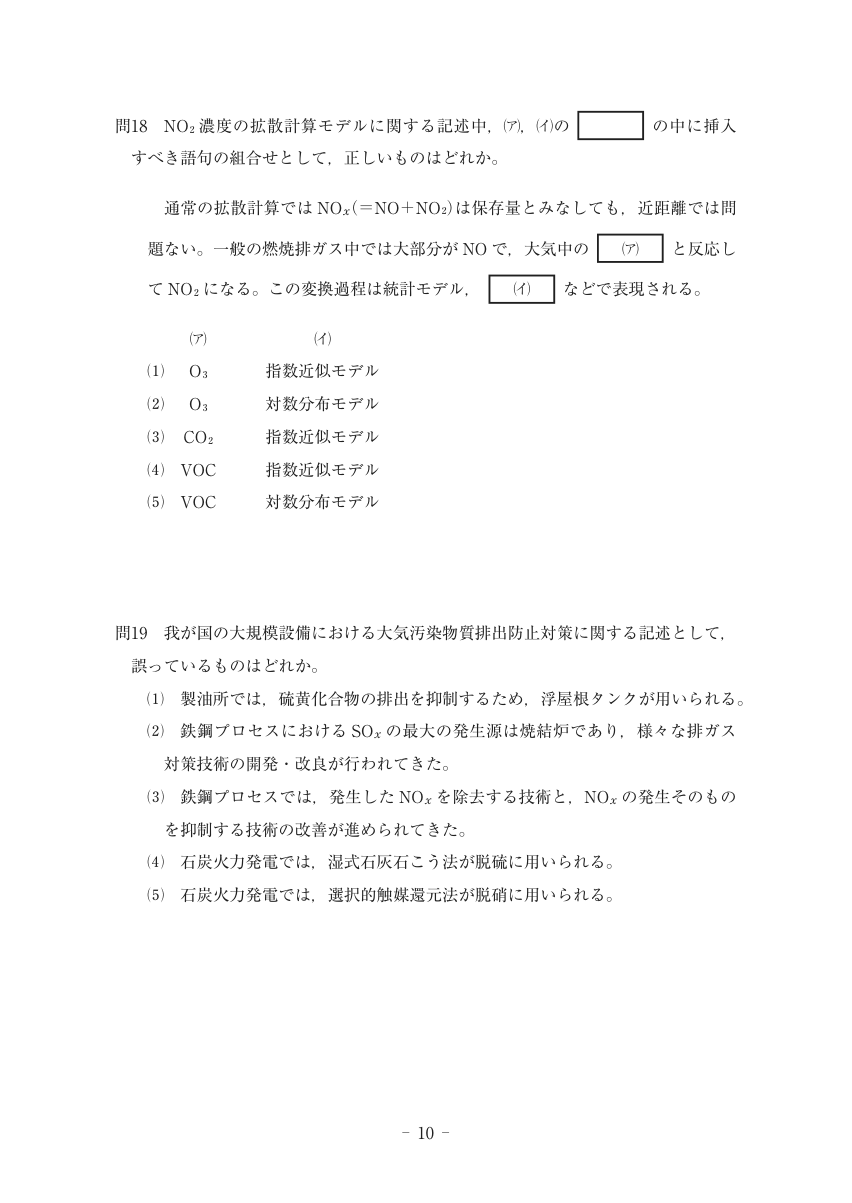 問18　NO₂濃度の拡散計算モデルに関する記述中，㋐，㋑の　　　　の中に挿入
すべき語句の組合せとして，正しいものはどれか。
通常の拡散計算ではNOₓ(＝NO＋NO₂)は保存量とみなしても，近距離では問
題ない。一般の燃焼排ガス中では大部分がNOで，大気中の　(ア)　と反応し
てNO₂になる。この変換過程は統計モデル，　(イ)　などで表現される。
(ア)　(イ)
(1)　O₃　指数近似モデル
(2)　O₃　対数分布モデル
(3)　CO₂　指数近似モデル
(4)　VOC　指数近似モデル
(5)　VOC　対数分布モデル
問19　我が国の大規模設備における大気汚染物質排出防止対策に関する記述として，
誤っているものはどれか。
(1)　製油所では，硫黄化合物の排出を抑制するため，浮屋根タンクが用いられる。
(2)　鉄鋼プロセスにおけるSOₓの最大の発生源は焼結炉であり，様々な排ガス
対策技術の開発・改良が行われてきた。
(3)　鉄鋼プロセスでは，発生したNOₓを除去する技術と，NOₓの発生そのもの
を抑制する技術の改善が進められてきた。
(4)　石炭火力発電では，湿式石灰石こう法が脱硫に用いられる。
(5)　石炭火力発電では，選択的触媒還元法が脱硝に用いられる。
－ 10 －